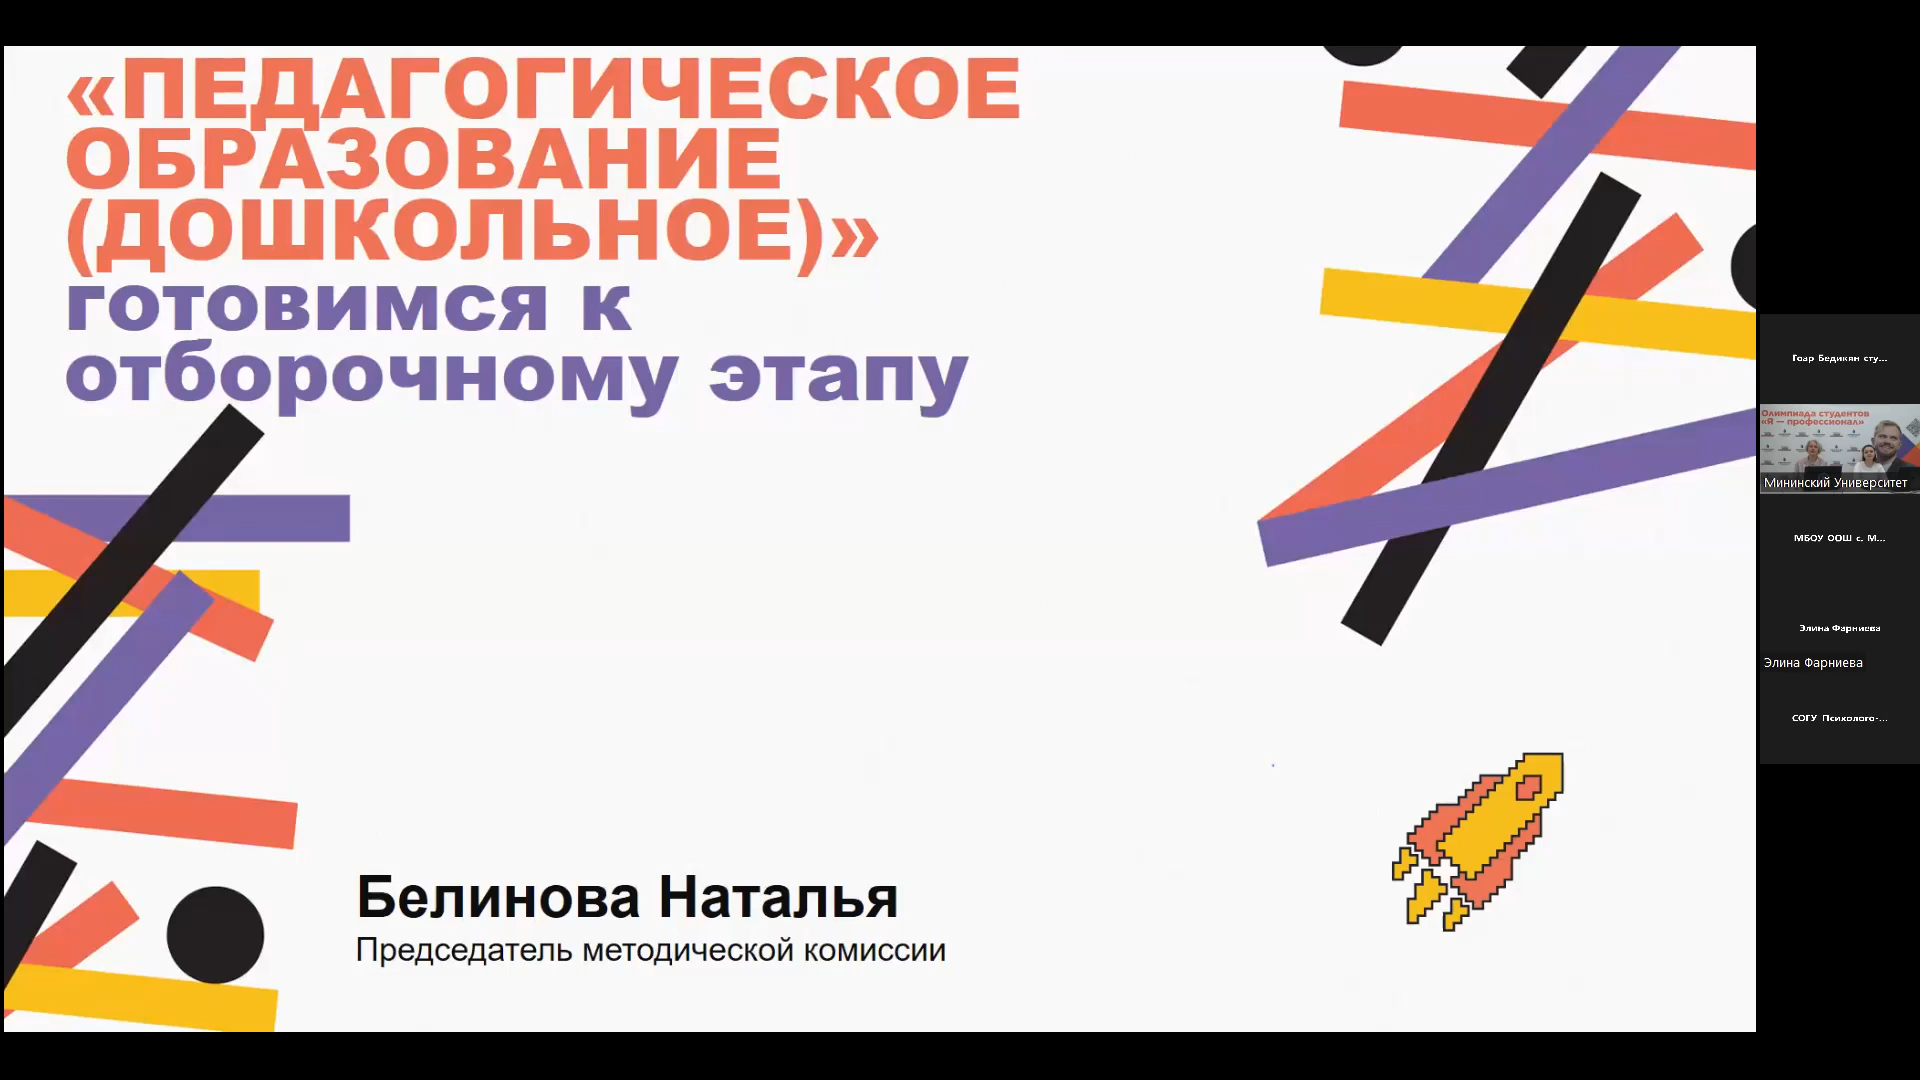 «ПЕДАГОГИЧЕСКОЕ
ОБРАЗОВАНИЕ
(ДОШКОЛЬНОЕ)»
готовимся к
отборочному этапу
Белинова Наталья
Председатель методической комиссии
Гоар Бедикян сту...
Олимпиада студентов
«Я — профессионал»
Мининский Университет
МБОУ ООШ с. М...
Элина Фарниева
Элина Фарниева
СОГУ Психолого-...